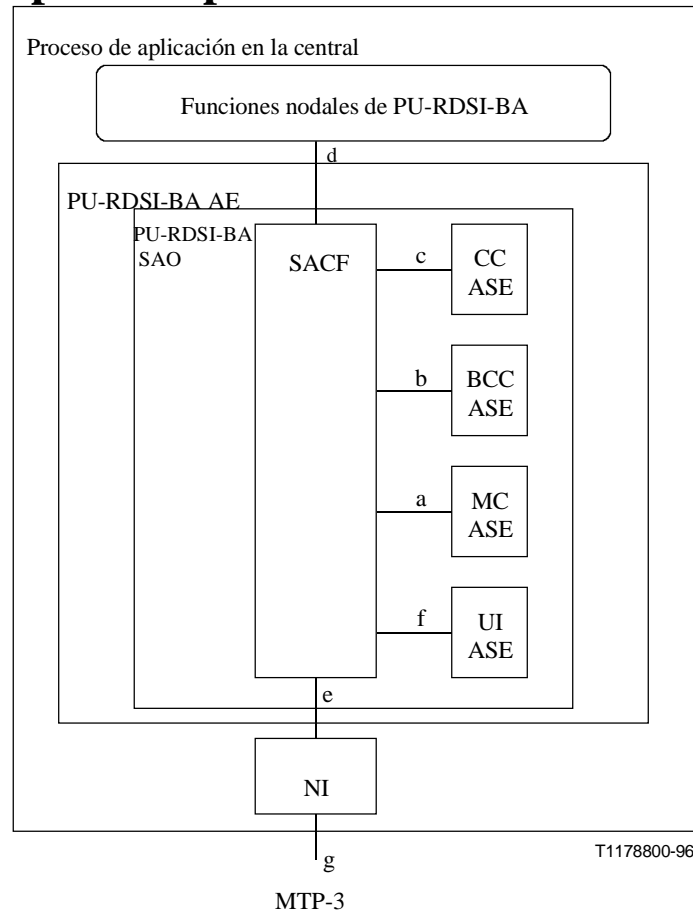 Proceso de aplicación en la central
Funciones nodales de PU-RDSI-BA
d
PU-RDSI-BA AE
PU-RDSI-BA
SAO
SACF
c
CC
ASE
b
BCC
ASE
a
MC
ASE
f
UI
ASE
e
NI
g
T1178800-96
MTP-3